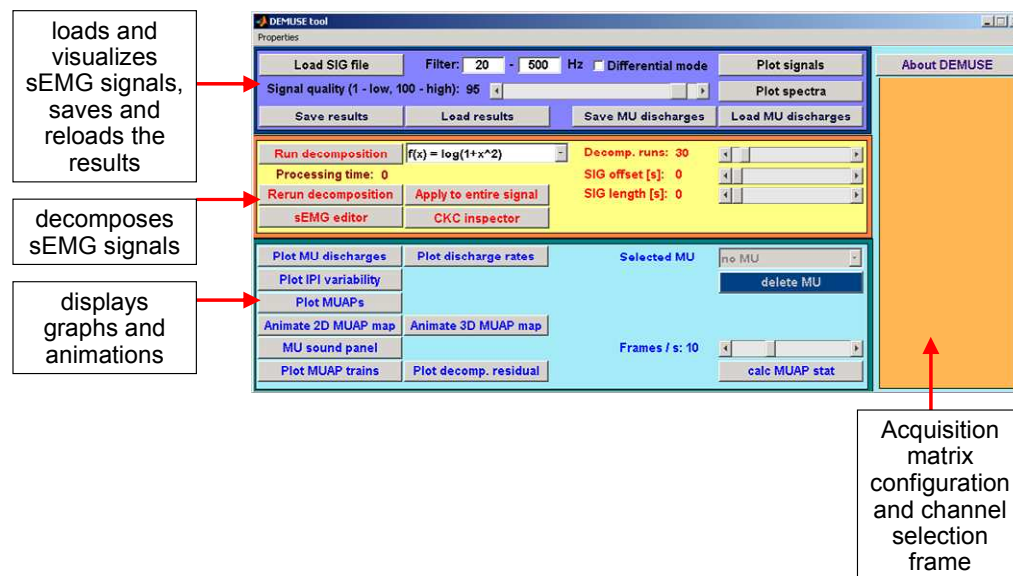 loads and
visualizes
sEMG signals,
saves and
reloads the
results
decomposes
sEMG signals
displays
graphs and
animations
DEMUSE tool
Properties
Load SIG file Filter: 20 - 500 Hz Differential mode Plot signals
Signal quality (1 - low, 100 - high): 95 Plot spectra
Save results Load results Save MU discharges Load MU discharges
About DEMUSE
Run decomposition f(x) = log(1+x^2) Decomp. runs: 30
Processing time: 0 SIG offset [s]: 0
Rerun decomposition Apply to entire signal SIG length [s]: 0
sEMG editor CKC inspector
Plot MU discharges Plot discharge rates Selected MU no MU
Plot IPI variability delete MU
Plot MUAPs
Animate 2D MUAP map Animate 3D MUAP map
MU sound panel Frames / s: 10
Plot MUAP trains Plot decomp. residual calc MUAP stat
Acquisition
matrix
configuration
and channel
selection
frame